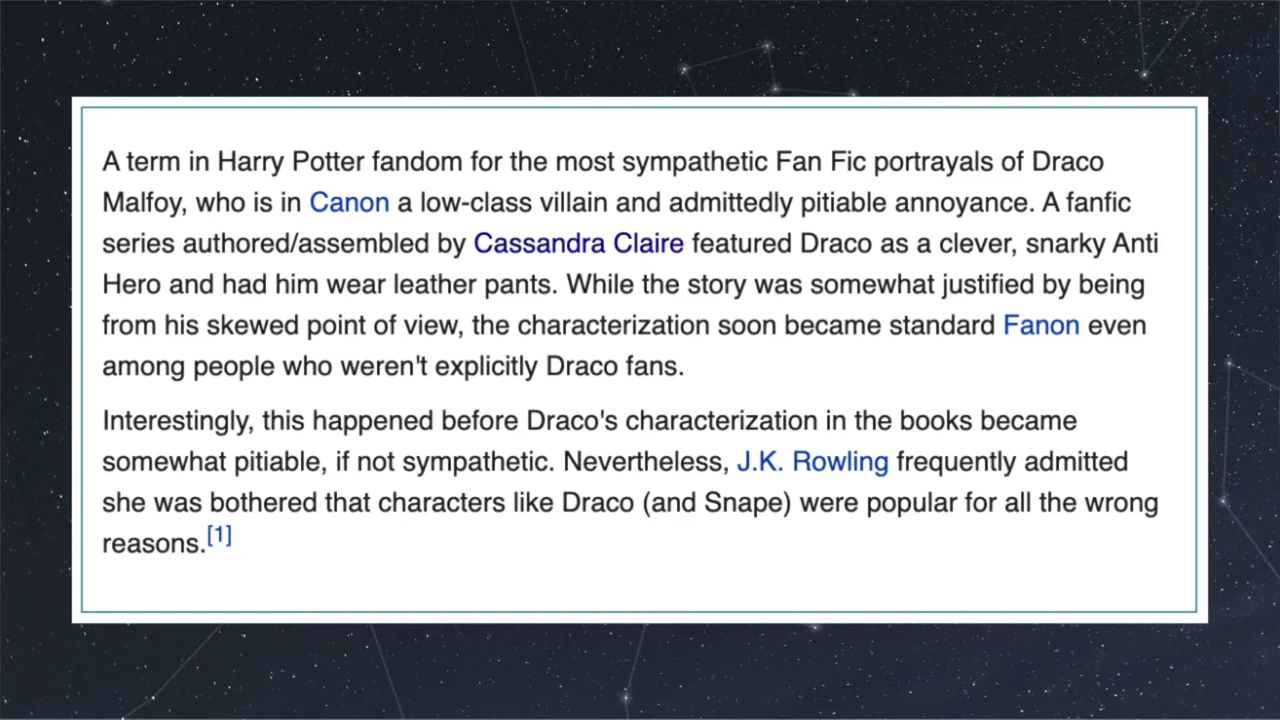 A term in Harry Potter fandom for the most sympathetic Fan Fic portrayals of Draco
Malfoy, who is in Canon a low-class villain and admittedly pitiable annoyance. A fanfic
series authored/assembled by Cassandra Claire featured Draco as a clever, snarky Anti
Hero and had him wear leather pants. While the story was somewhat justified by being
from his skewed point of view, the characterization soon became standard Fanon even
among people who weren't explicitly Draco fans.
Interestingly, this happened before Draco's characterization in the books became
somewhat pitiable, if not sympathetic. Nevertheless, J.K. Rowling frequently admitted
she was bothered that characters like Draco (and Snape) were popular for all the wrong
reasons.[1]